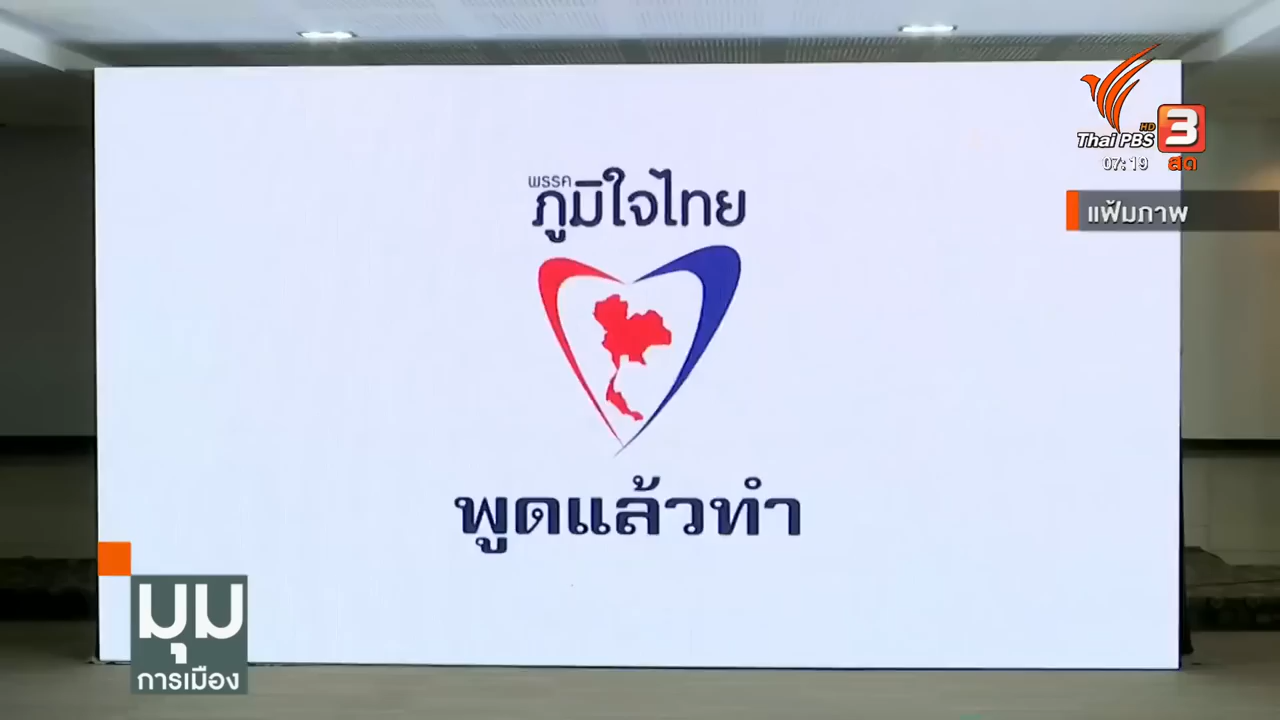 พรรค
ภูมิใจไทย
พูดแล้วทำ
Thai PBS HD 3
07:19 สด
แฟ้มภาพ
มุม
การเมือง